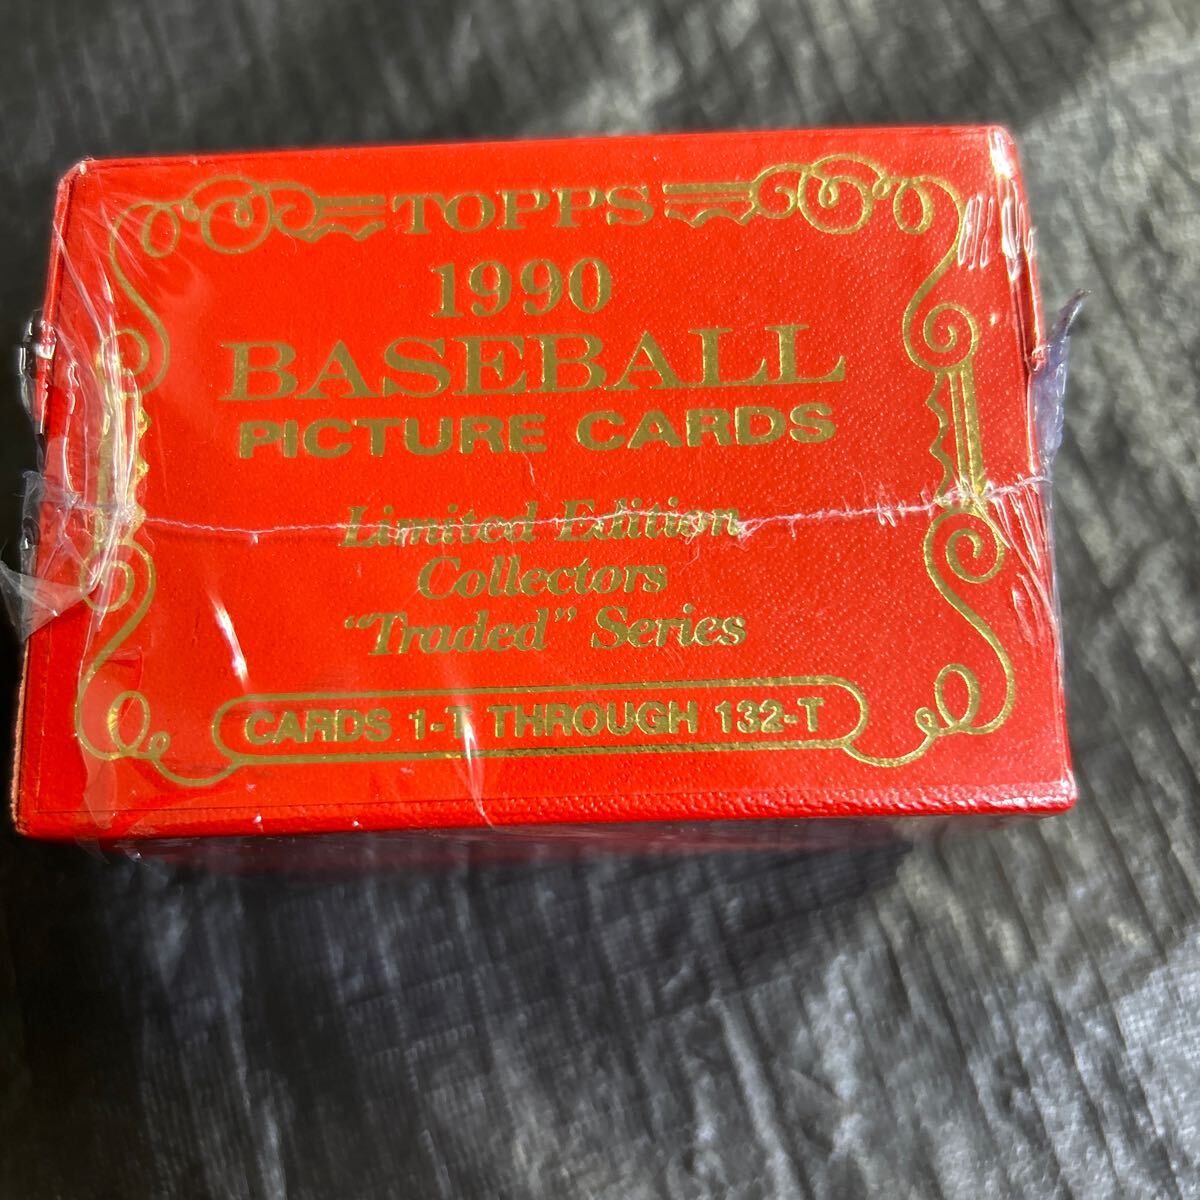 TOPPS
1990
BASEBALL
PICTURE CARDS
Limited Edition
Collectors
"Traded" Series
CARDS 1-T THROUGH 132-T